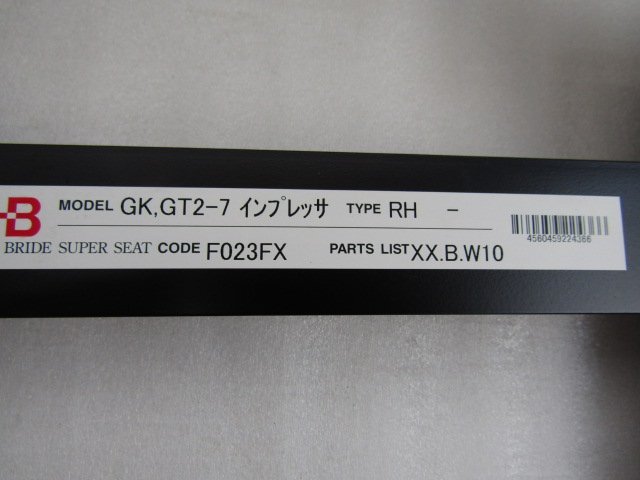 B MODEL GK,GT2-7 インプレッサ TYPE RH -
BRIDE SUPER SEAT CODE F023FX PARTS LIST XX.B.W10
4560459224366